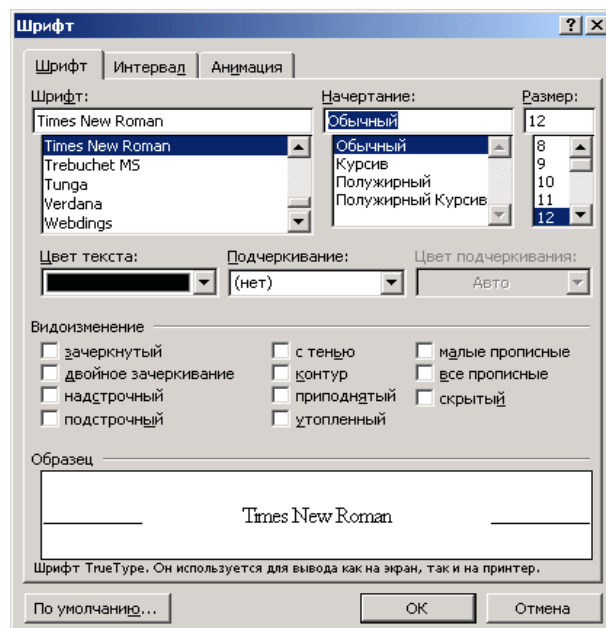 Шрифт
Шрифт Интервал Анимация
Шрифт: Начертание: Размер:
Times New Roman Обычный 12
Times New Roman Обычный 8
Trebuchet MS Курсив 9
Tunga Полужирный 10
Verdana Полужирный Курсив 11
Webdings 12
Цвет текста: Подчеркивание: Цвет подчеркивания:
(нет) Авто
Видоизменение
зачеркнутый с тенью малые прописные
двойное зачеркивание контур все прописные
надстрочный приподнятый скрытый
подстрочный утопленный
Образец
Times New Roman
Шрифт TrueType. Он используется для вывода как на экран, так и на принтер.
По умолчанию... ОК Отмена